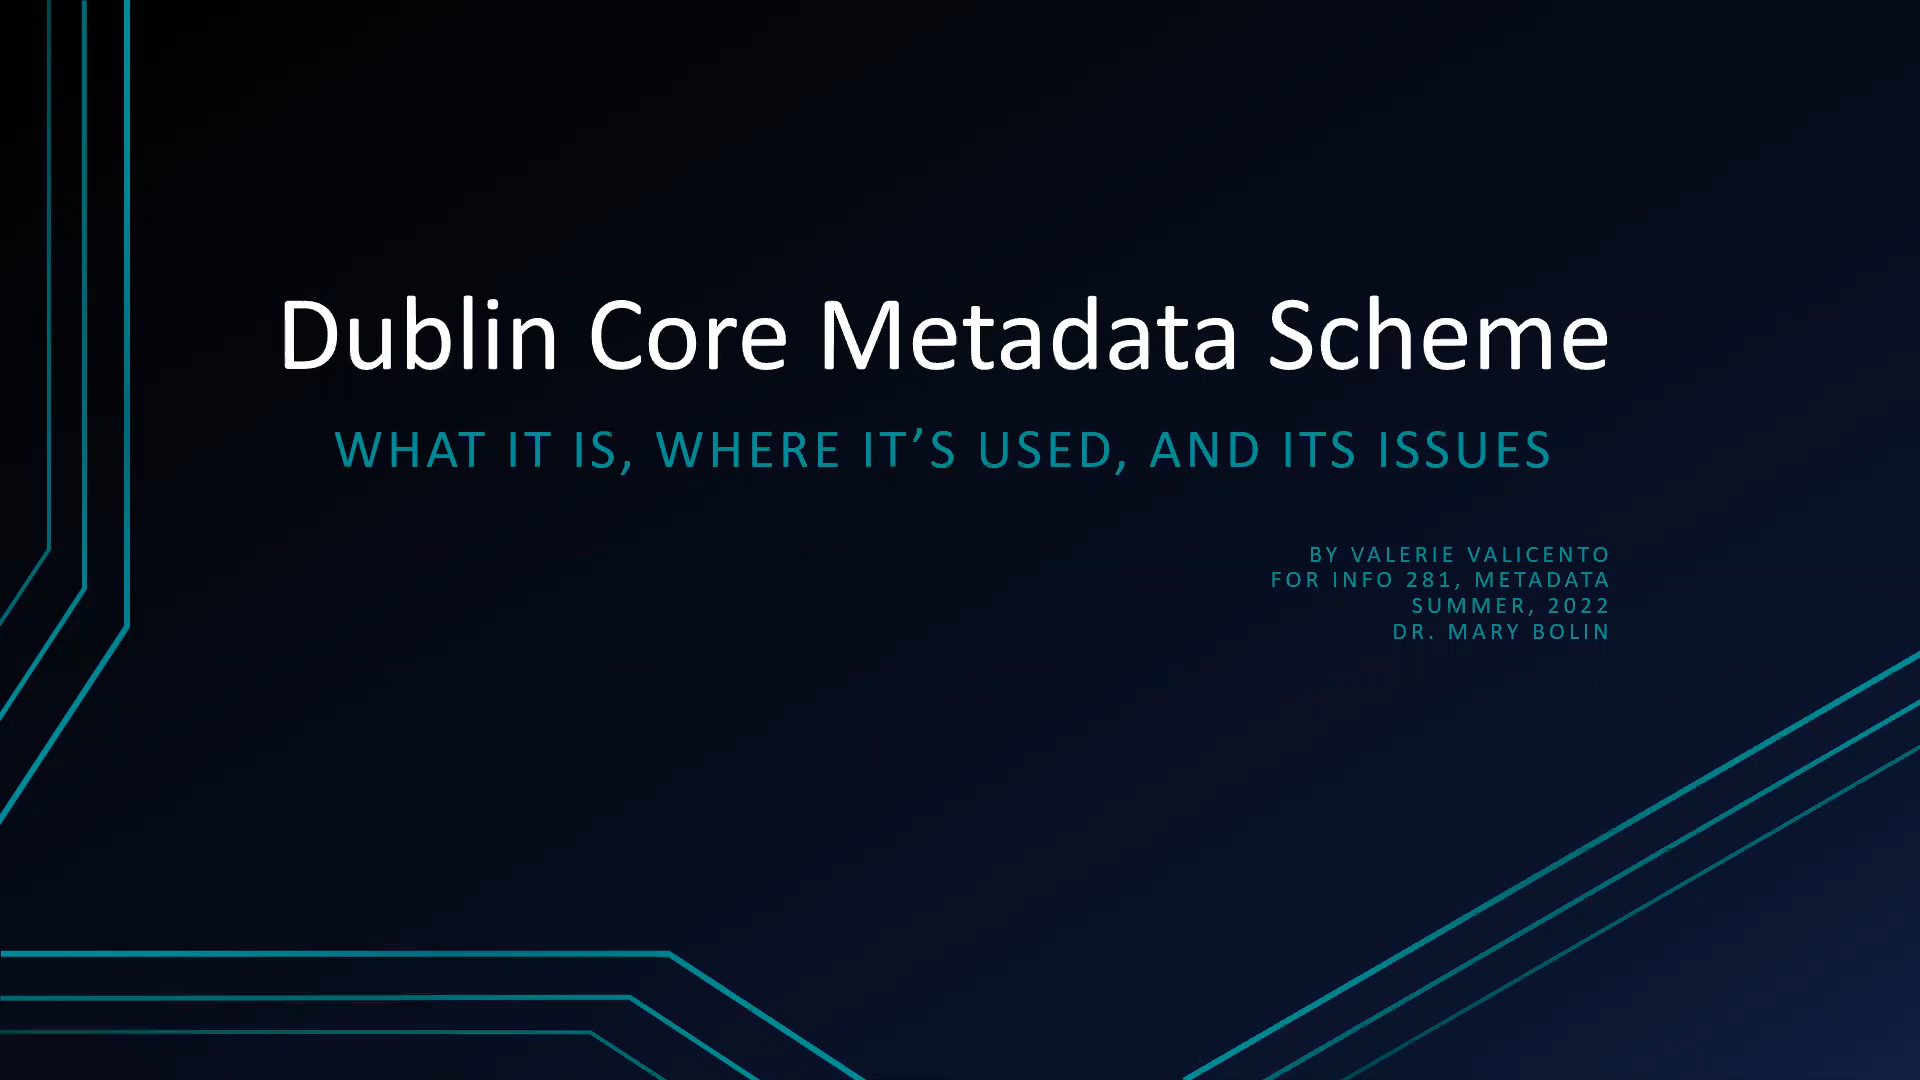 Dublin Core Metadata Scheme
WHAT IT IS, WHERE IT’S USED, AND ITS ISSUES
BY VALERIE VALICENTO
FOR INFO 281, METADATA
SUMMER, 2022
DR. MARY BOLIN